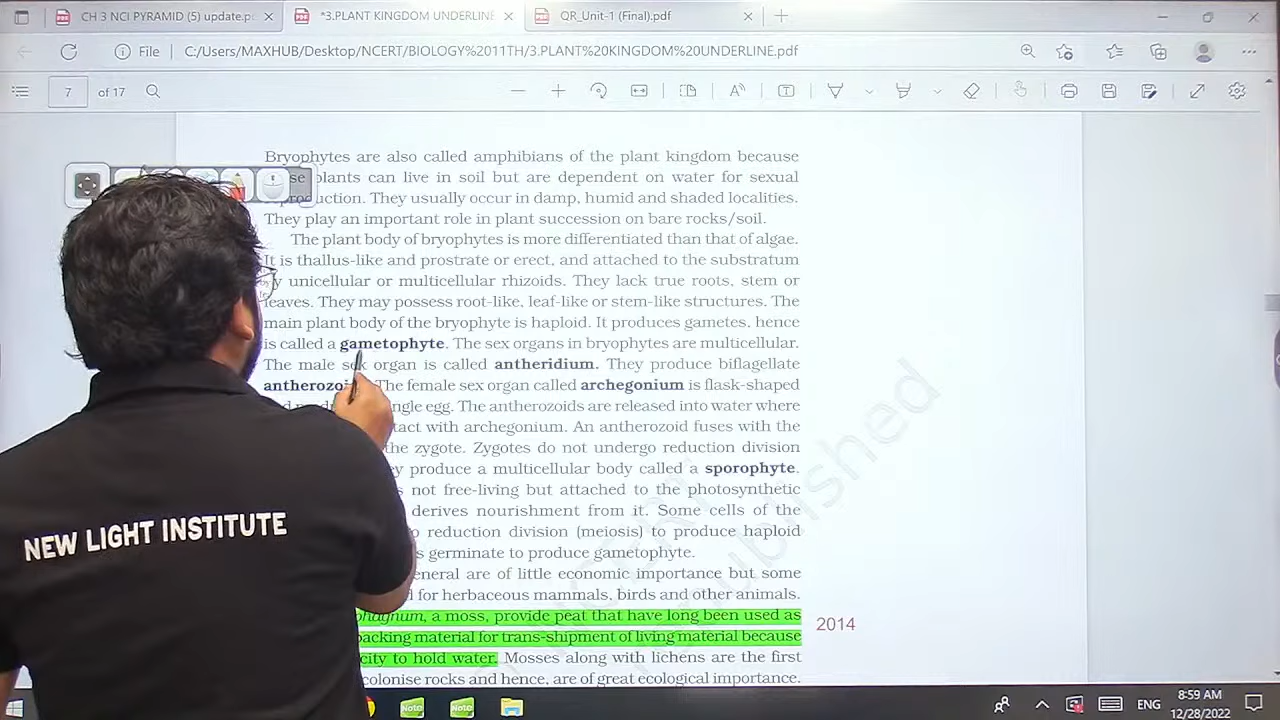 CH 3 NCI PYRAMID (5) update.p
*3.PLANT KINGDOM UNDERLINE
QR_Unit-1 (Final).pdf
File
C:/Users/MAXHUB/Desktop/NCERT/BIOLOGY%2011TH/3.PLANT%20KINGDOM%20UNDERLINE.pdf
7 of 17
Bryophytes are also called amphibians of the plant kingdom because
plants can live in soil but are dependent on water for sexual
They usually occur in damp, humid and shaded localities.
They play an important role in plant succession on bare rocks/soil.
The plant body of bryophytes is more differentiated than that of algae.
It is thallus-like and prostrate or erect, and attached to the substratum
unicellular or multicellular rhizoids. They lack true roots, stem or
leaves. They may possess root-like, leaf-like or stem-like structures. The
main plant body of the bryophyte is haploid. It produces gametes, hence
is called a gametophyte. The sex organs in bryophytes are multicellular.
The male sex organ is called antheridium. They produce biflagellate
The female sex organ called archegonium is flask-shaped
egg. The antherozoids are released into water where
with archegonium. An antherozoid fuses with the
the zygote. Zygotes do not undergo reduction division
produce a multicellular body called a sporophyte.
not free-living but attached to the photosynthetic
derives nourishment from it. Some cells of the
reduction division (meiosis) to produce haploid
germinate to produce gametophyte.
are of little economic importance but some
for herbaceous mammals, birds and other animals.
a moss, provide peat that have long been used as
packing material for trans-shipment of living material because
to hold water. Mosses along with lichens are the first
colonise rocks and hence, are of great ecological importance.
2014
NEW LIGHT INSTITUTE
Note
Note
ENG
8:59 AM
12/28/2022